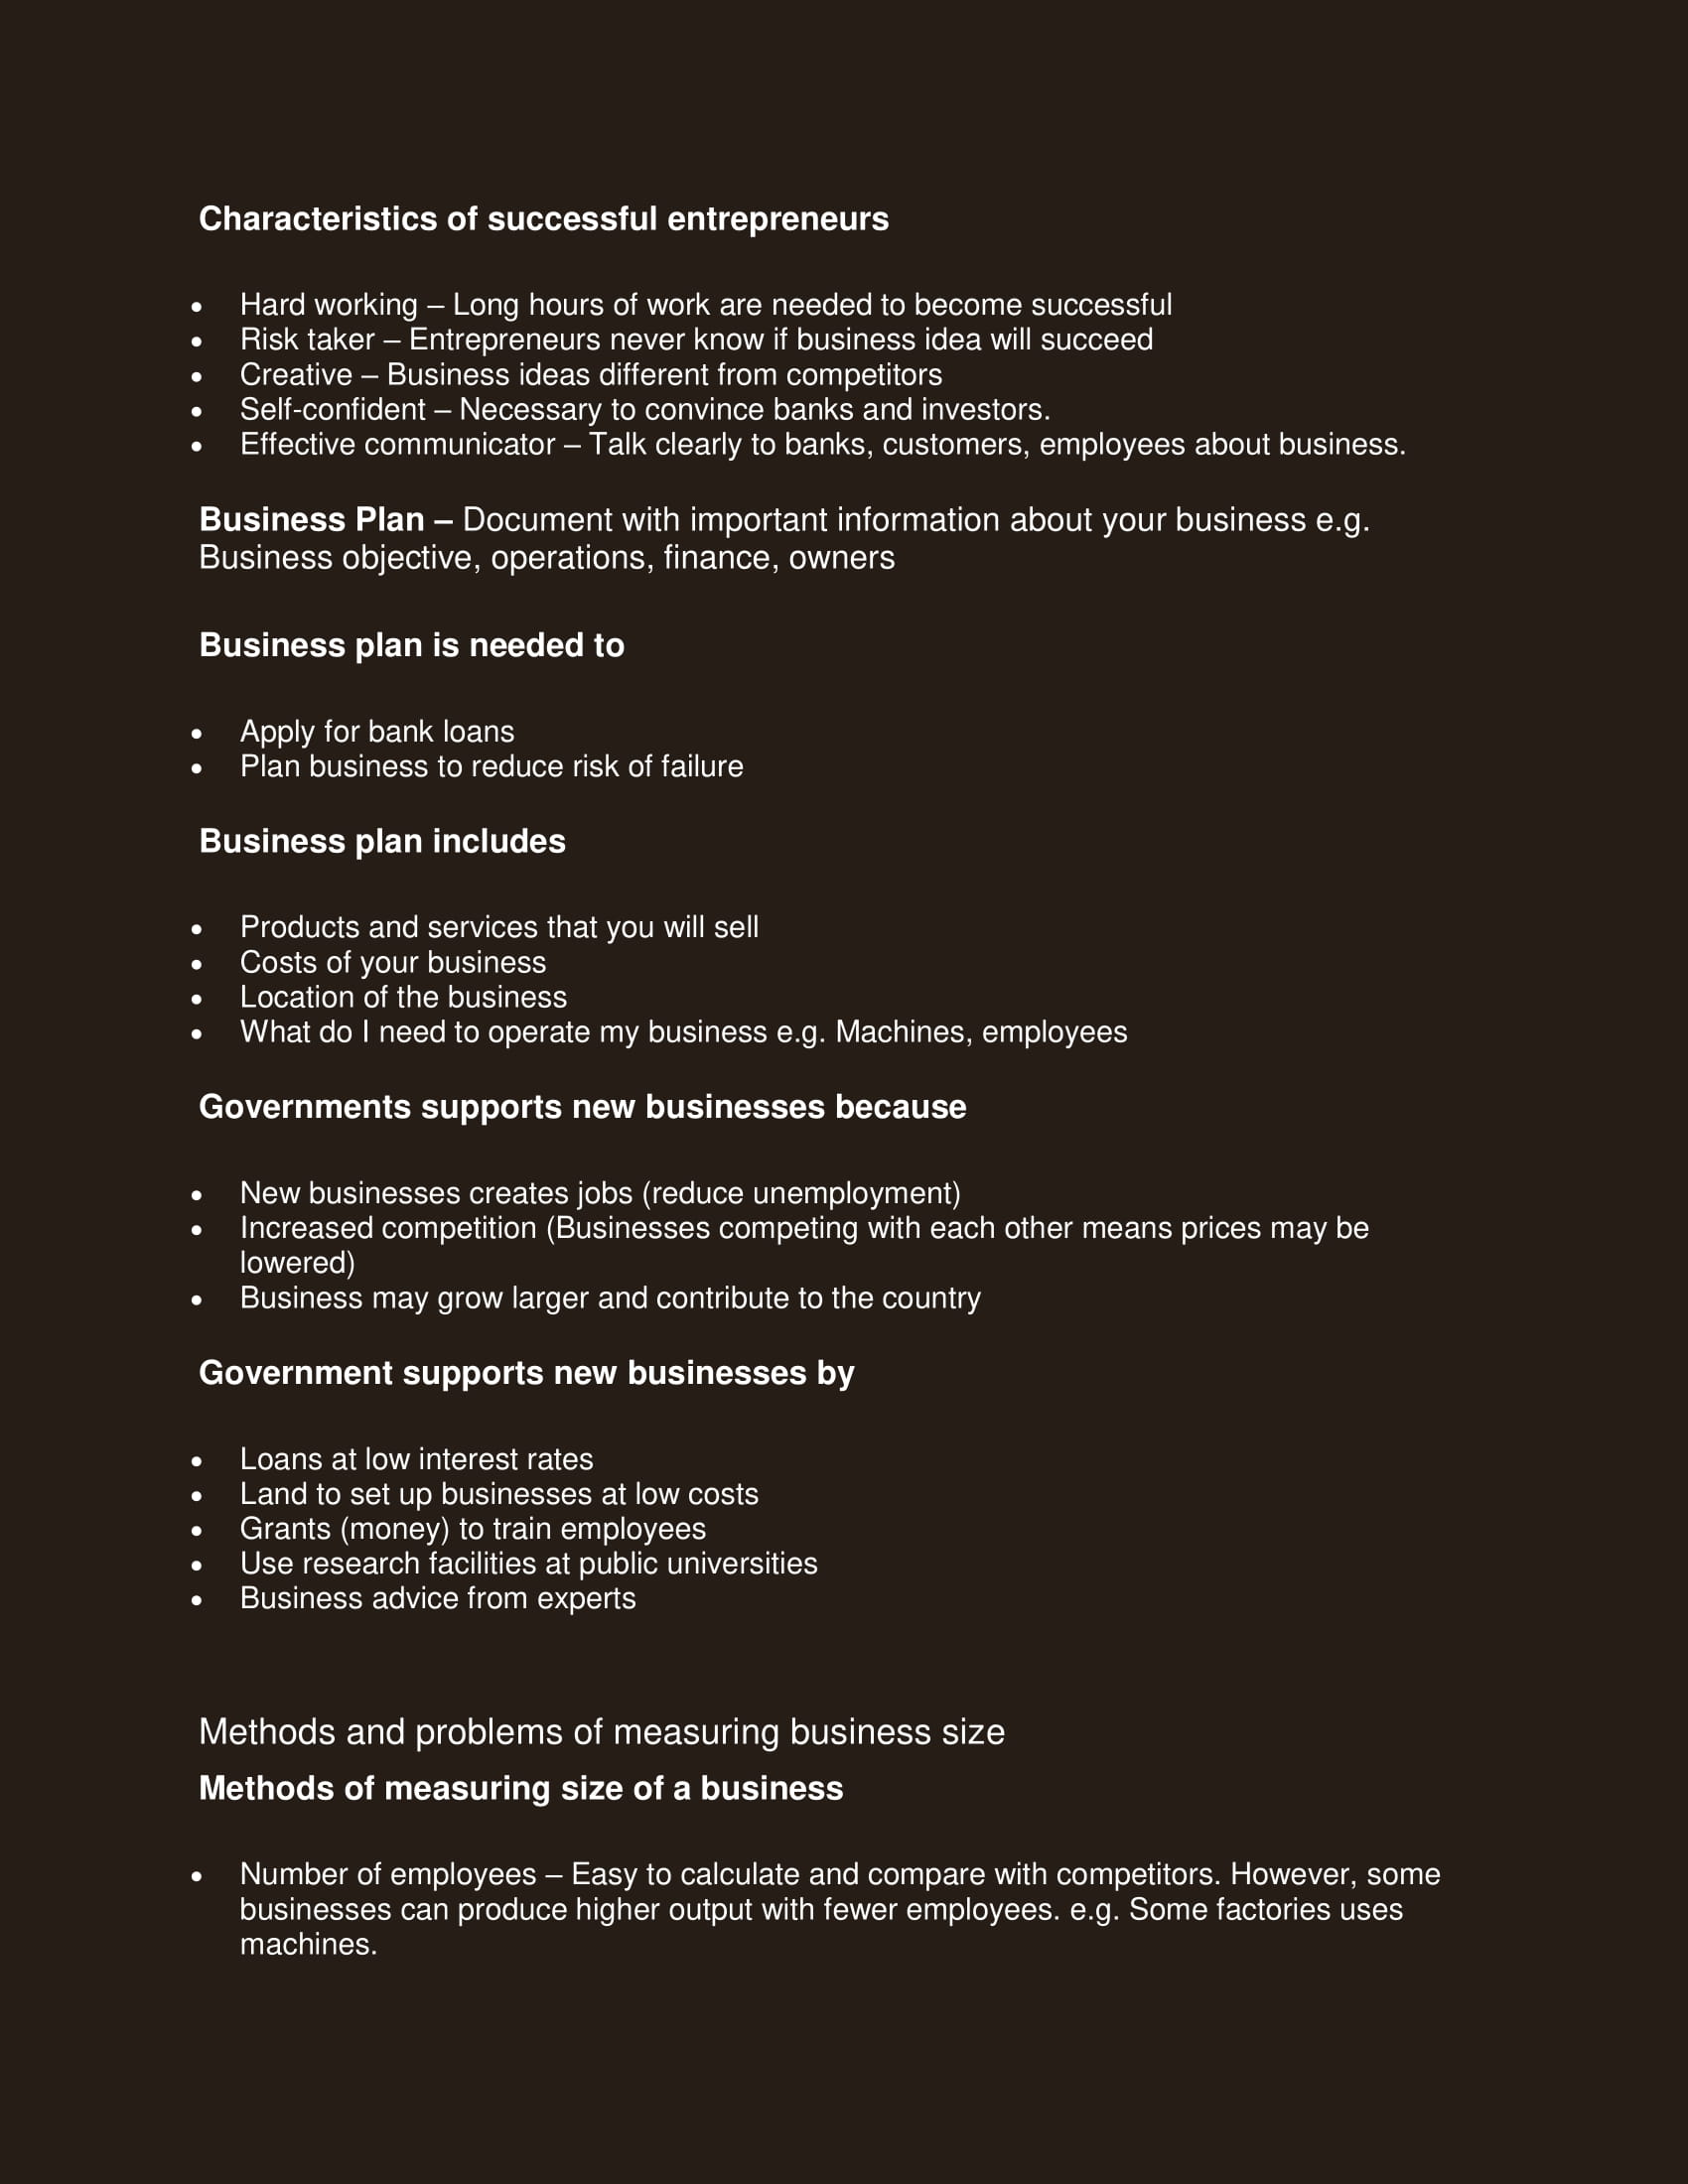 Characteristics of successful entrepreneurs
• Hard working – Long hours of work are needed to become successful
• Risk taker – Entrepreneurs never know if business idea will succeed
• Creative – Business ideas different from competitors
• Self-confident – Necessary to convince banks and investors.
• Effective communicator – Talk clearly to banks, customers, employees about business.
Business Plan – Document with important information about your business e.g.
Business objective, operations, finance, owners
Business plan is needed to
• Apply for bank loans
• Plan business to reduce risk of failure
Business plan includes
• Products and services that you will sell
• Costs of your business
• Location of the business
• What do I need to operate my business e.g. Machines, employees
Governments supports new businesses because
• New businesses creates jobs (reduce unemployment)
• Increased competition (Businesses competing with each other means prices may be
lowered)
• Business may grow larger and contribute to the country
Government supports new businesses by
• Loans at low interest rates
• Land to set up businesses at low costs
• Grants (money) to train employees
• Use research facilities at public universities
• Business advice from experts
Methods and problems of measuring business size
Methods of measuring size of a business
• Number of employees – Easy to calculate and compare with competitors. However, some
businesses can produce higher output with fewer employees. e.g. Some factories uses
machines.